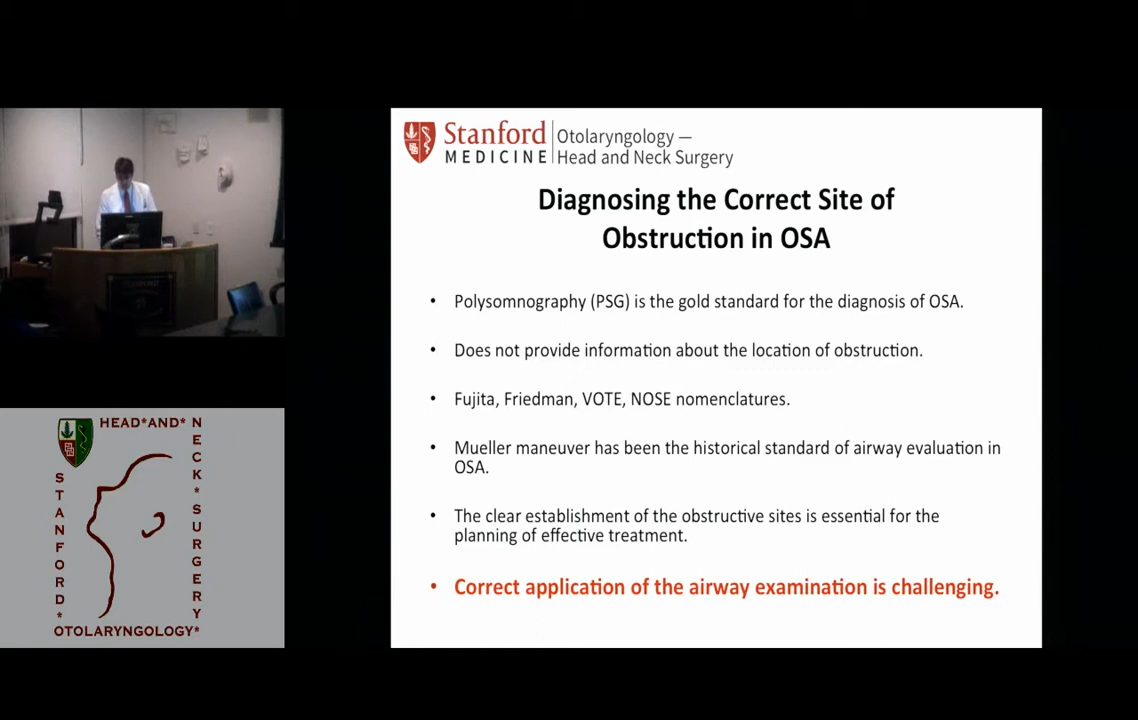 Stanford
MEDICINE
Otolaryngology —
Head and Neck Surgery
Diagnosing the Correct Site of
Obstruction in OSA
• Polysomnography (PSG) is the gold standard for the diagnosis of OSA.
• Does not provide information about the location of obstruction.
• Fujita, Friedman, VOTE, NOSE nomenclatures.
• Mueller maneuver has been the historical standard of airway evaluation in
OSA.
• The clear establishment of the obstructive sites is essential for the
planning of effective treatment.
• Correct application of the airway examination is challenging.
HEAD*AND*
NECK*SURGERY
STANFORD*
OTOLARYNGOLOGY*